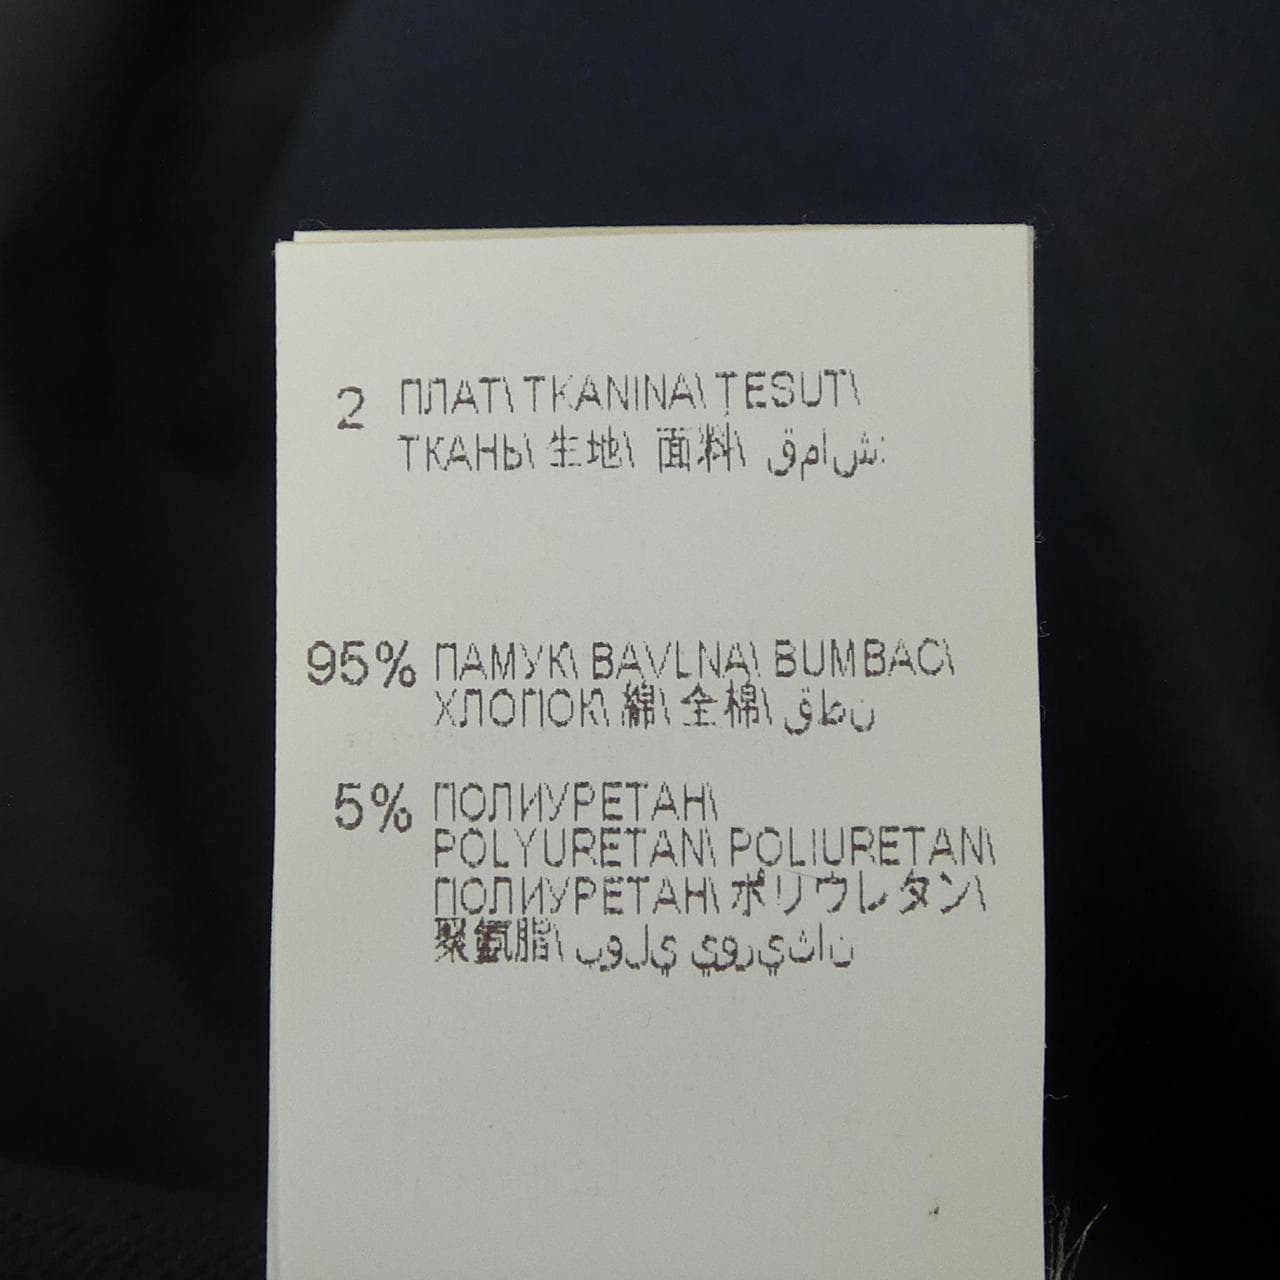 2 ПЛАТ\ TKANINA\ TESUT\
ТКАНЬ\ 生地\ 面料\ قماش:
95% ПАМУК\ BAVLNA\ BUMBAC\
ХЛОПОК\ 綿\ 全棉\ قطن
5% ПОЛИУРЕТАН\
POLYURETAN\ POLIURETAN\
ПОЛИУРЕТАН\ ポリウレタン\
聚氨脂\ بولي يوريثان